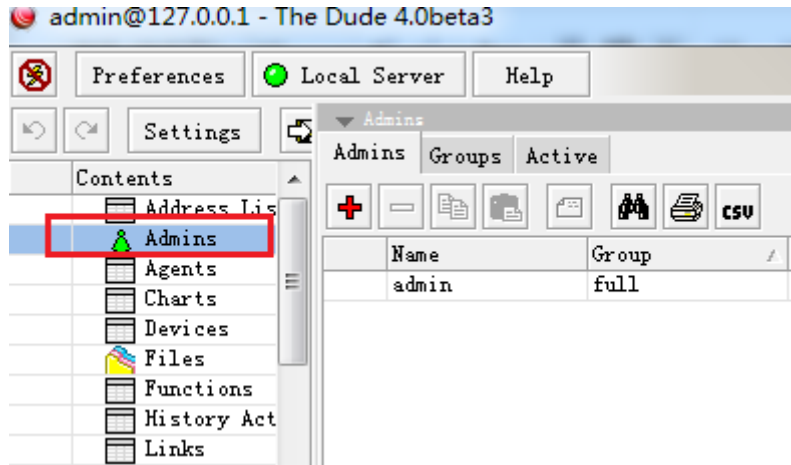 admin@127.0.0.1 - The Dude 4.0beta3
Preferences Local Server Help
Settings
Admins
Admins Groups Active
Contents
Address Lis
Admins
Agents
Charts
Devices
Files
Functions
History Act
Links
CSV
Name Group
admin full